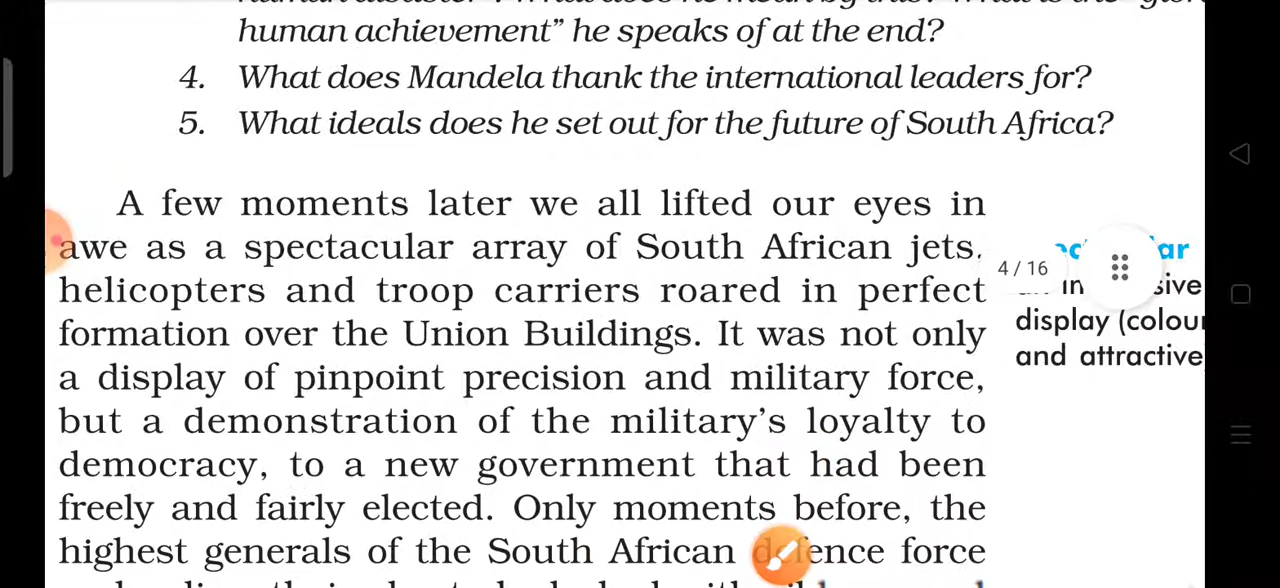 human achievement" he speaks of at the end?
4. What does Mandela thank the international leaders for?
5. What ideals does he set out for the future of South Africa?
A few moments later we all lifted our eyes in
awe as a spectacular array of South African jets,
helicopters and troop carriers roared in perfect
formation over the Union Buildings. It was not only
a display of pinpoint precision and military force,
but a demonstration of the military's loyalty to
democracy, to a new government that had been
freely and fairly elected. Only moments before, the
highest generals of the South African defence force
4 / 16
display (colour
and attractive